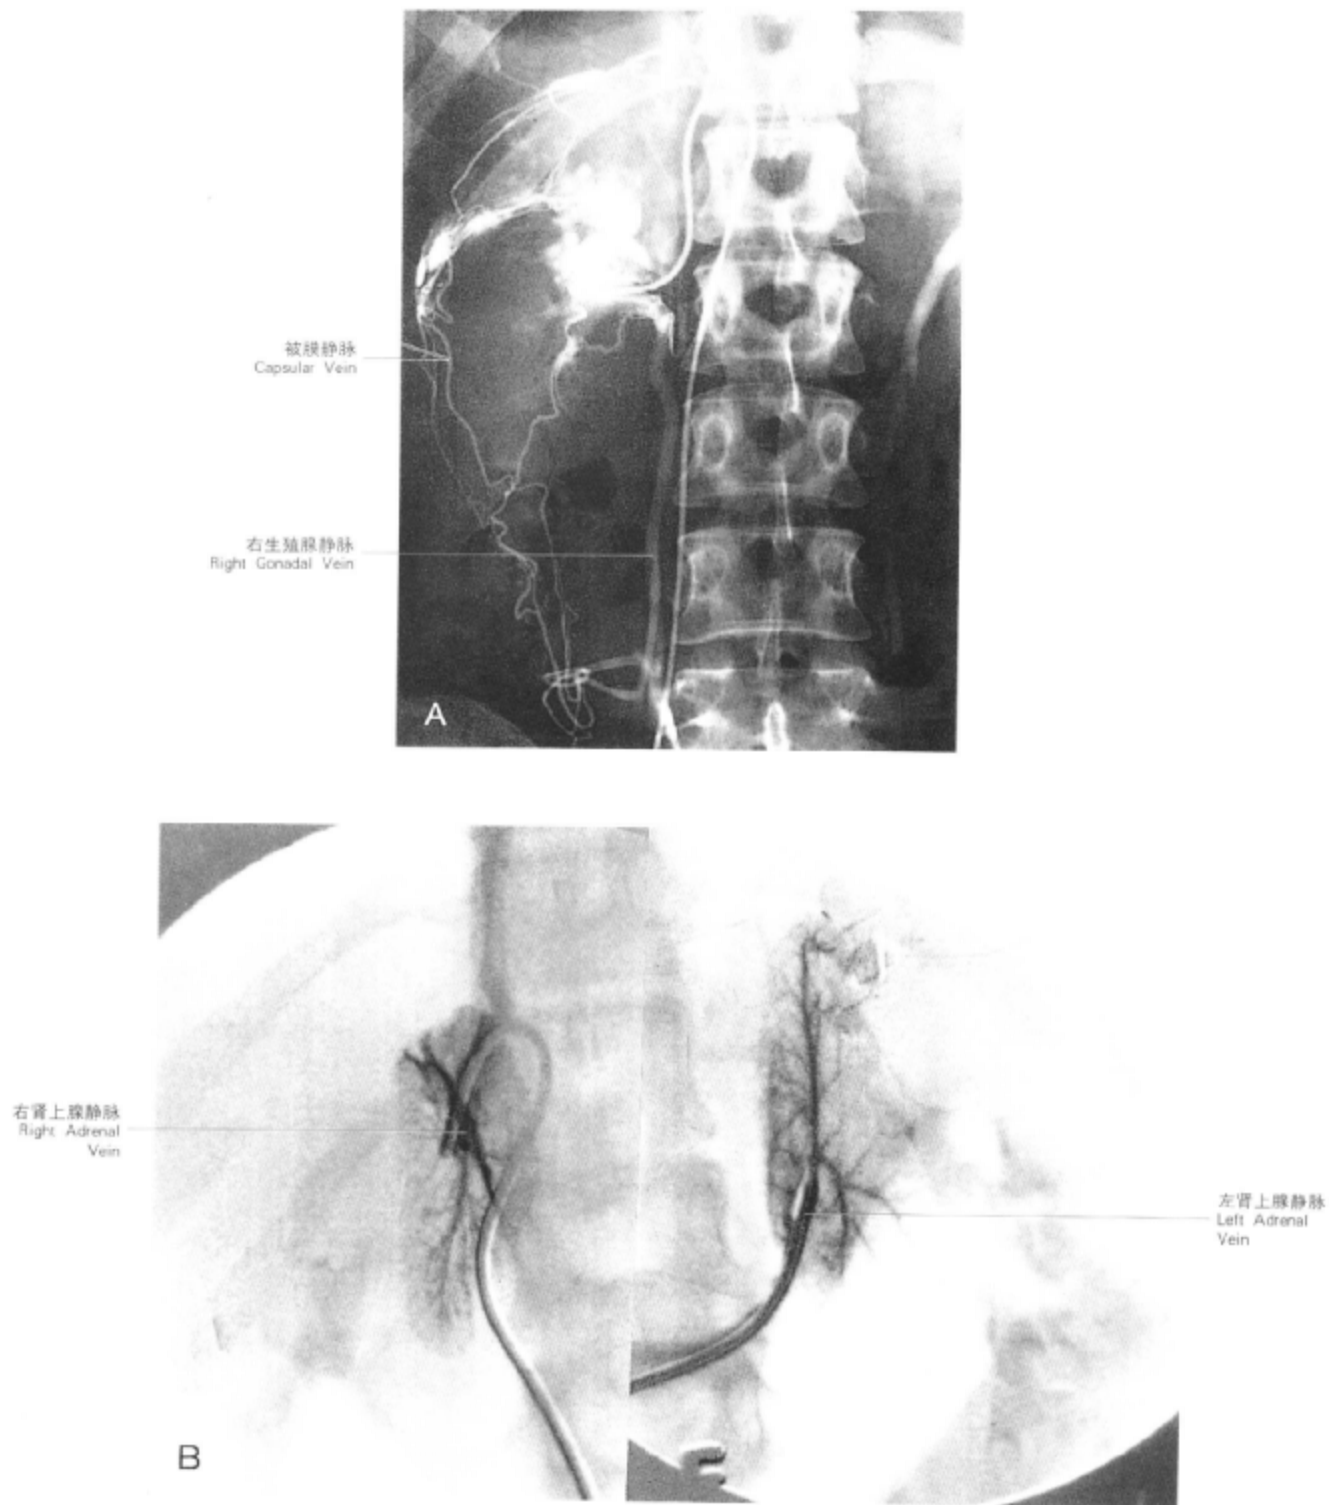 被膜静脉
Capsular Vein
右生殖腺静脉
Right Gonadal Vein
A
右肾上腺静脉
Right Adrenal
Vein
左肾上腺静脉
Left Adrenal
Vein
B